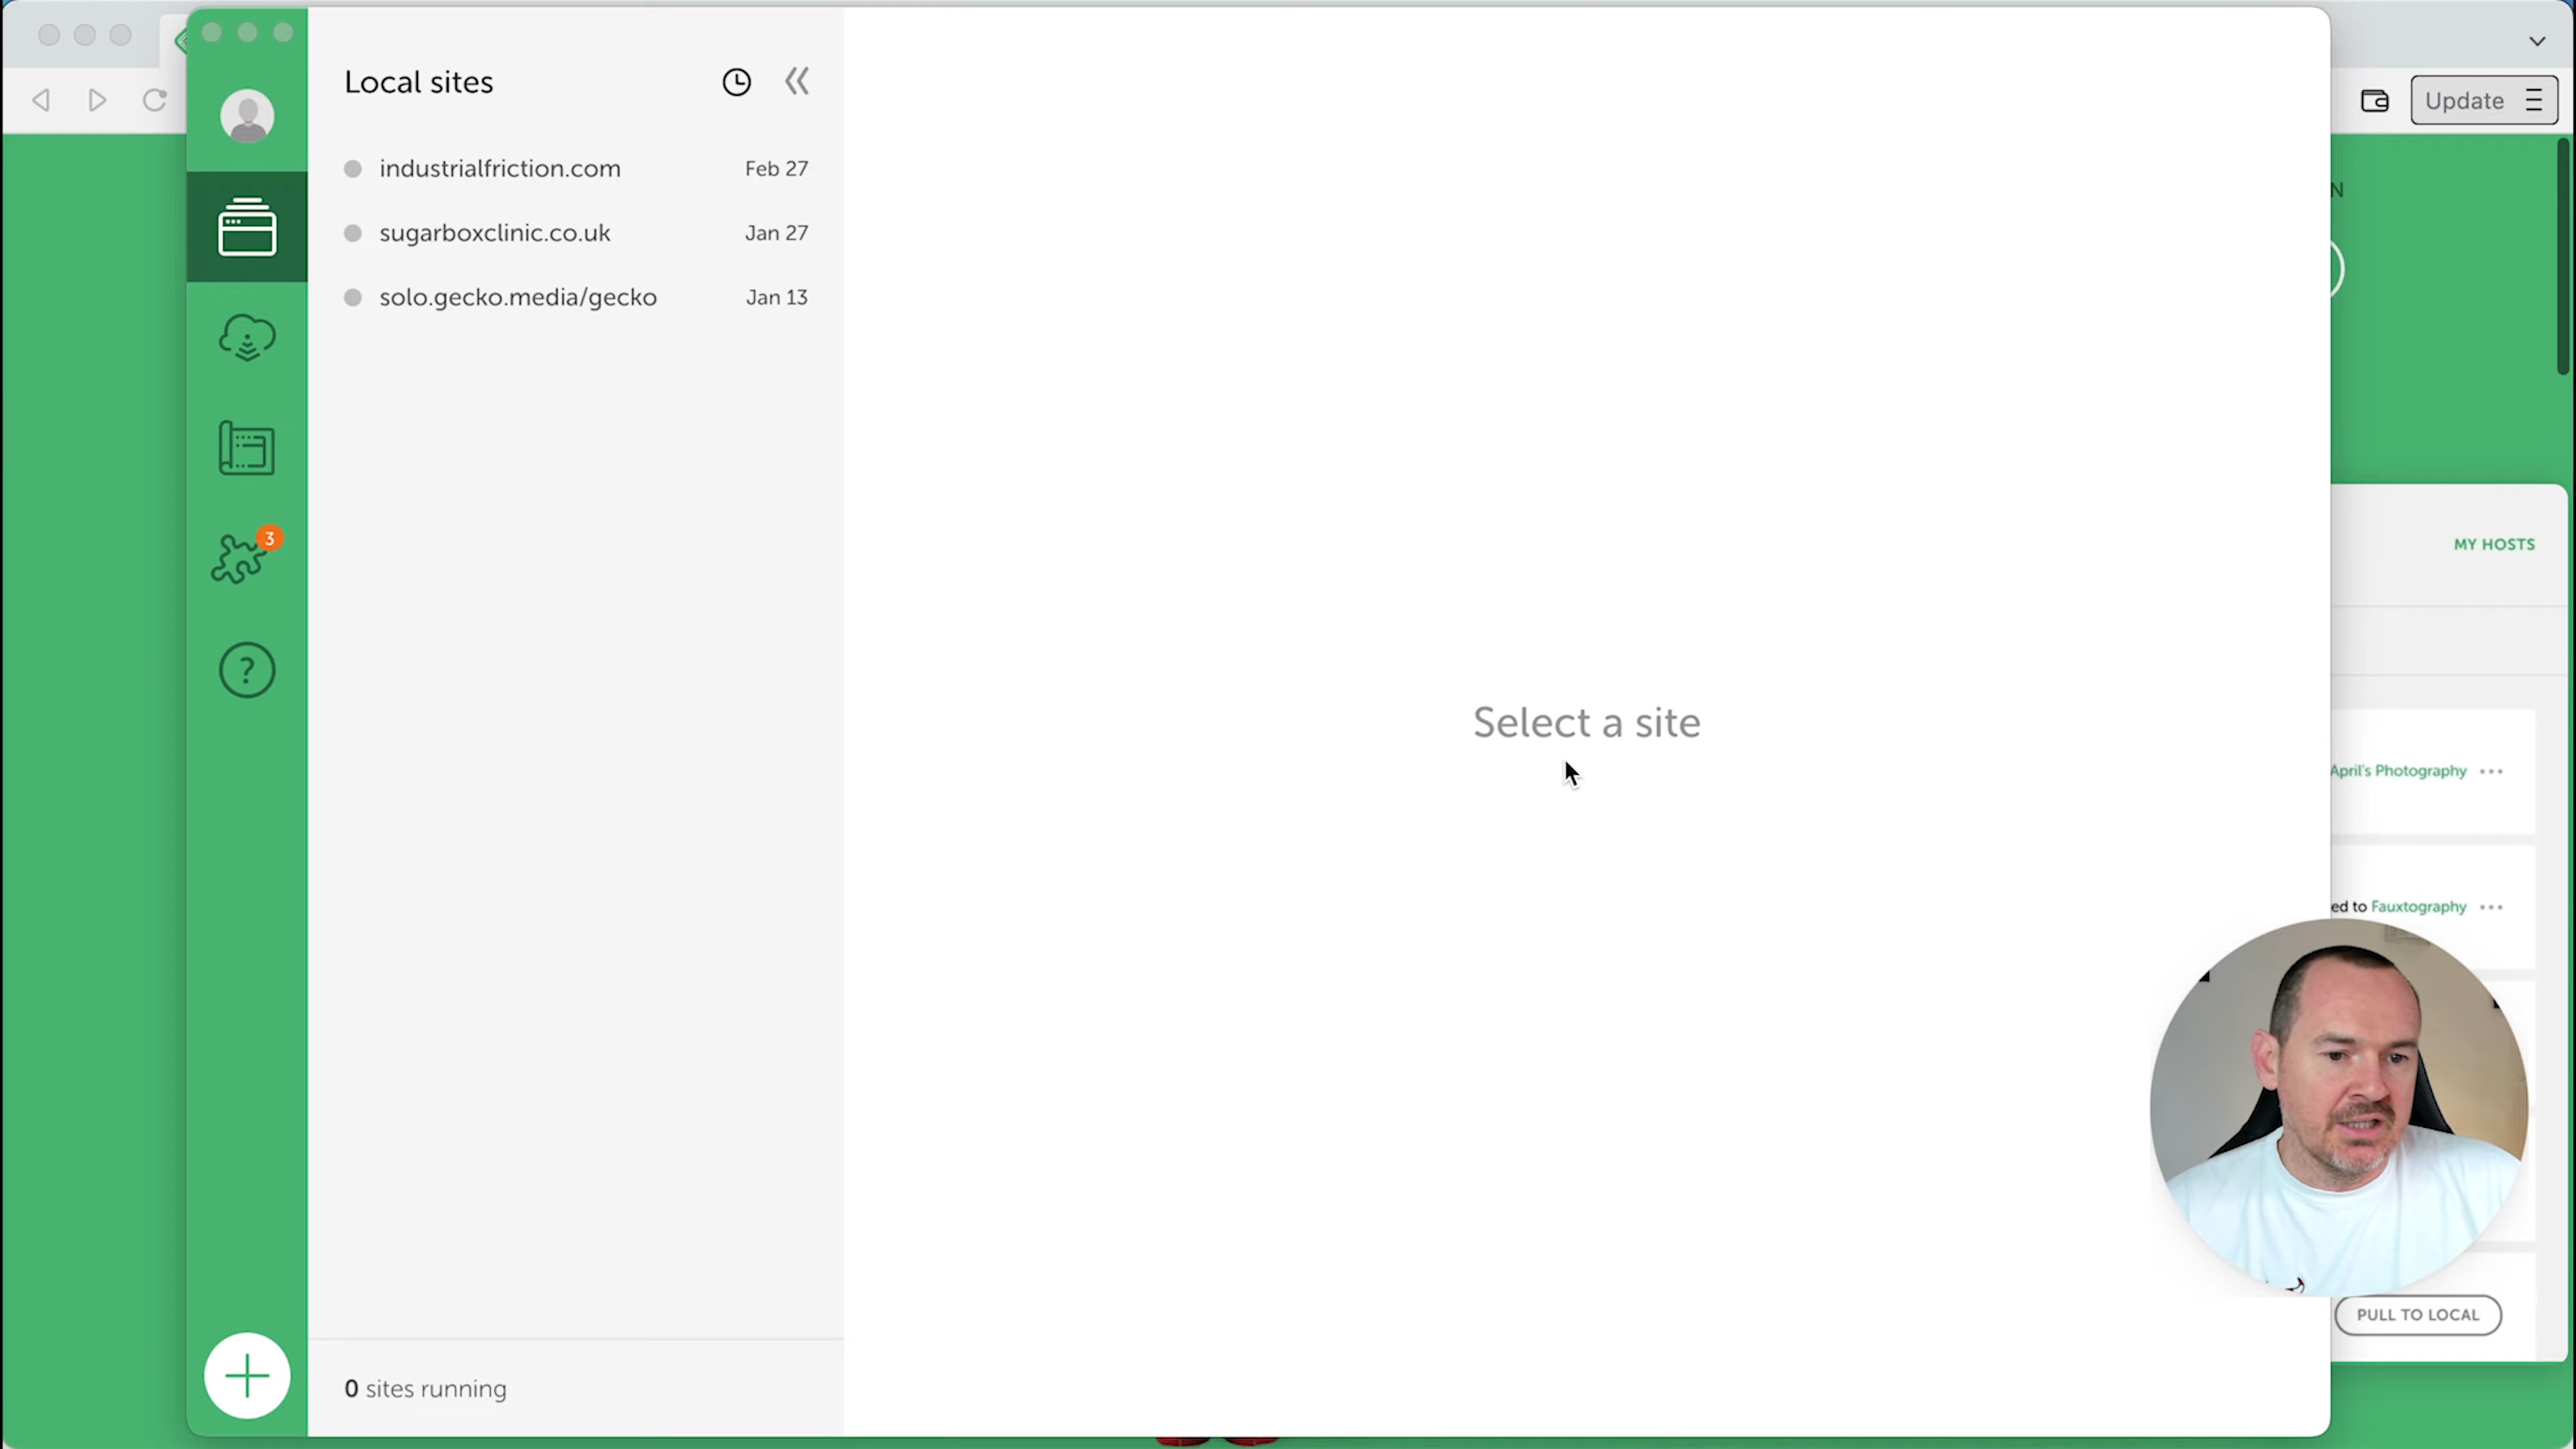 Local sites
industrialfriction.com Feb 27
sugarboxclinic.co.uk Jan 27
solo.gecko.media/gecko Jan 13
3
?
0 sites running
Select a site
Update
N
MY HOSTS
April's Photography
ed to Fauxtography
PULL TO LOCAL